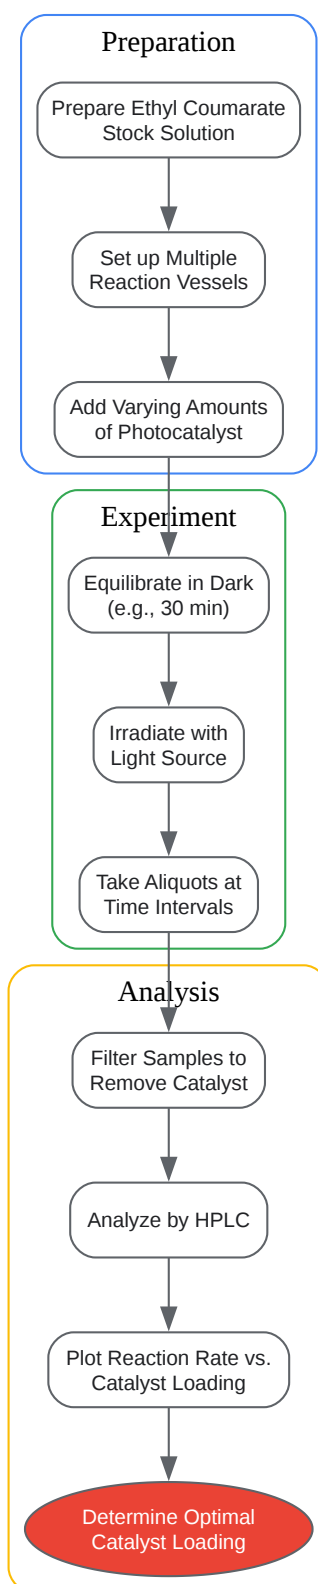 Preparation
Prepare Ethyl Coumarate
Stock Solution
Set up Multiple
Reaction Vessels
Add Varying Amounts
of Photocatalyst
Experiment
Equilibrate in Dark
(e.g., 30 min)
Irradiate with
Light Source
Take Aliquots at
Time Intervals
Analysis
Filter Samples to
Remove Catalyst
Analyze by HPLC
Plot Reaction Rate vs.
Catalyst Loading
Determine Optimal
Catalyst Loading